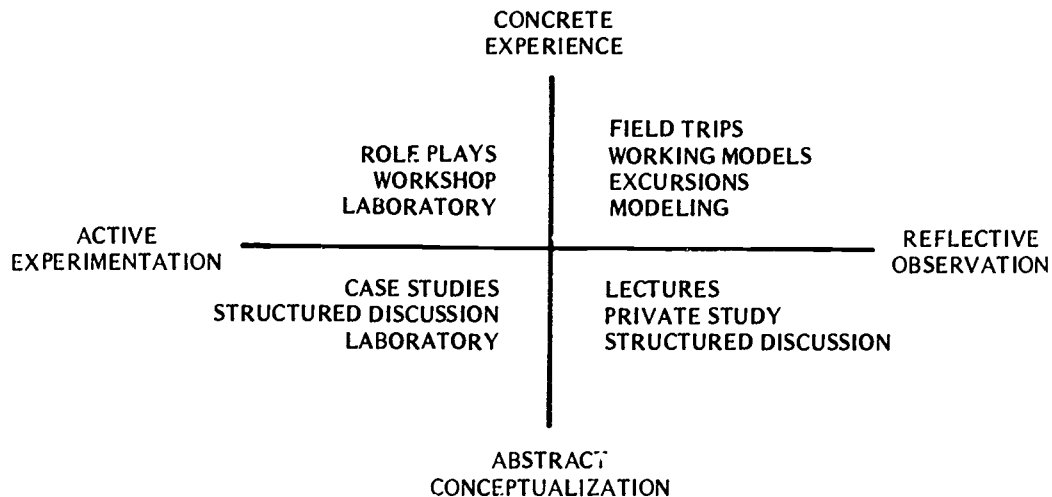 CONCRETE
EXPERIENCE
ROLE PLAYS
WORKSHOP
LABORATORY
FIELD TRIPS
WORKING MODELS
EXCURSIONS
MODELING
ACTIVE
EXPERIMENTATION
REFLECTIVE
OBSERVATION
CASE STUDIES
STRUCTURED DISCUSSION
LABORATORY
LECTURES
PRIVATE STUDY
STRUCTURED DISCUSSION
ABSTRACT
CONCEPTUALIZATION